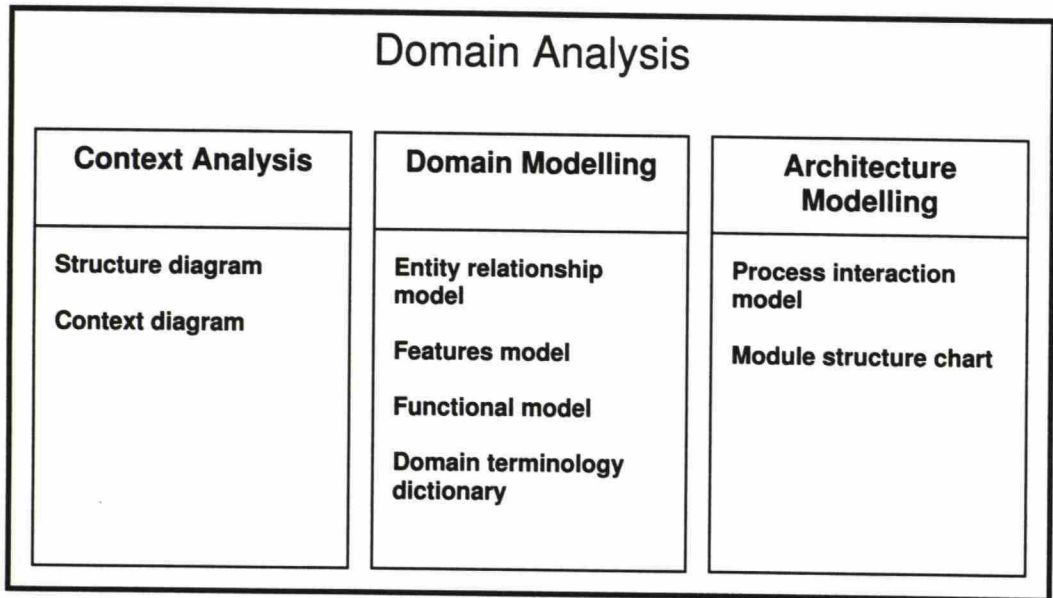 Domain Analysis
Context Analysis
Structure diagram
Context diagram
Domain Modelling
Entity relationship
model
Features model
Functional model
Domain terminology
dictionary
Architecture
Modelling
Process interaction
model
Module structure chart